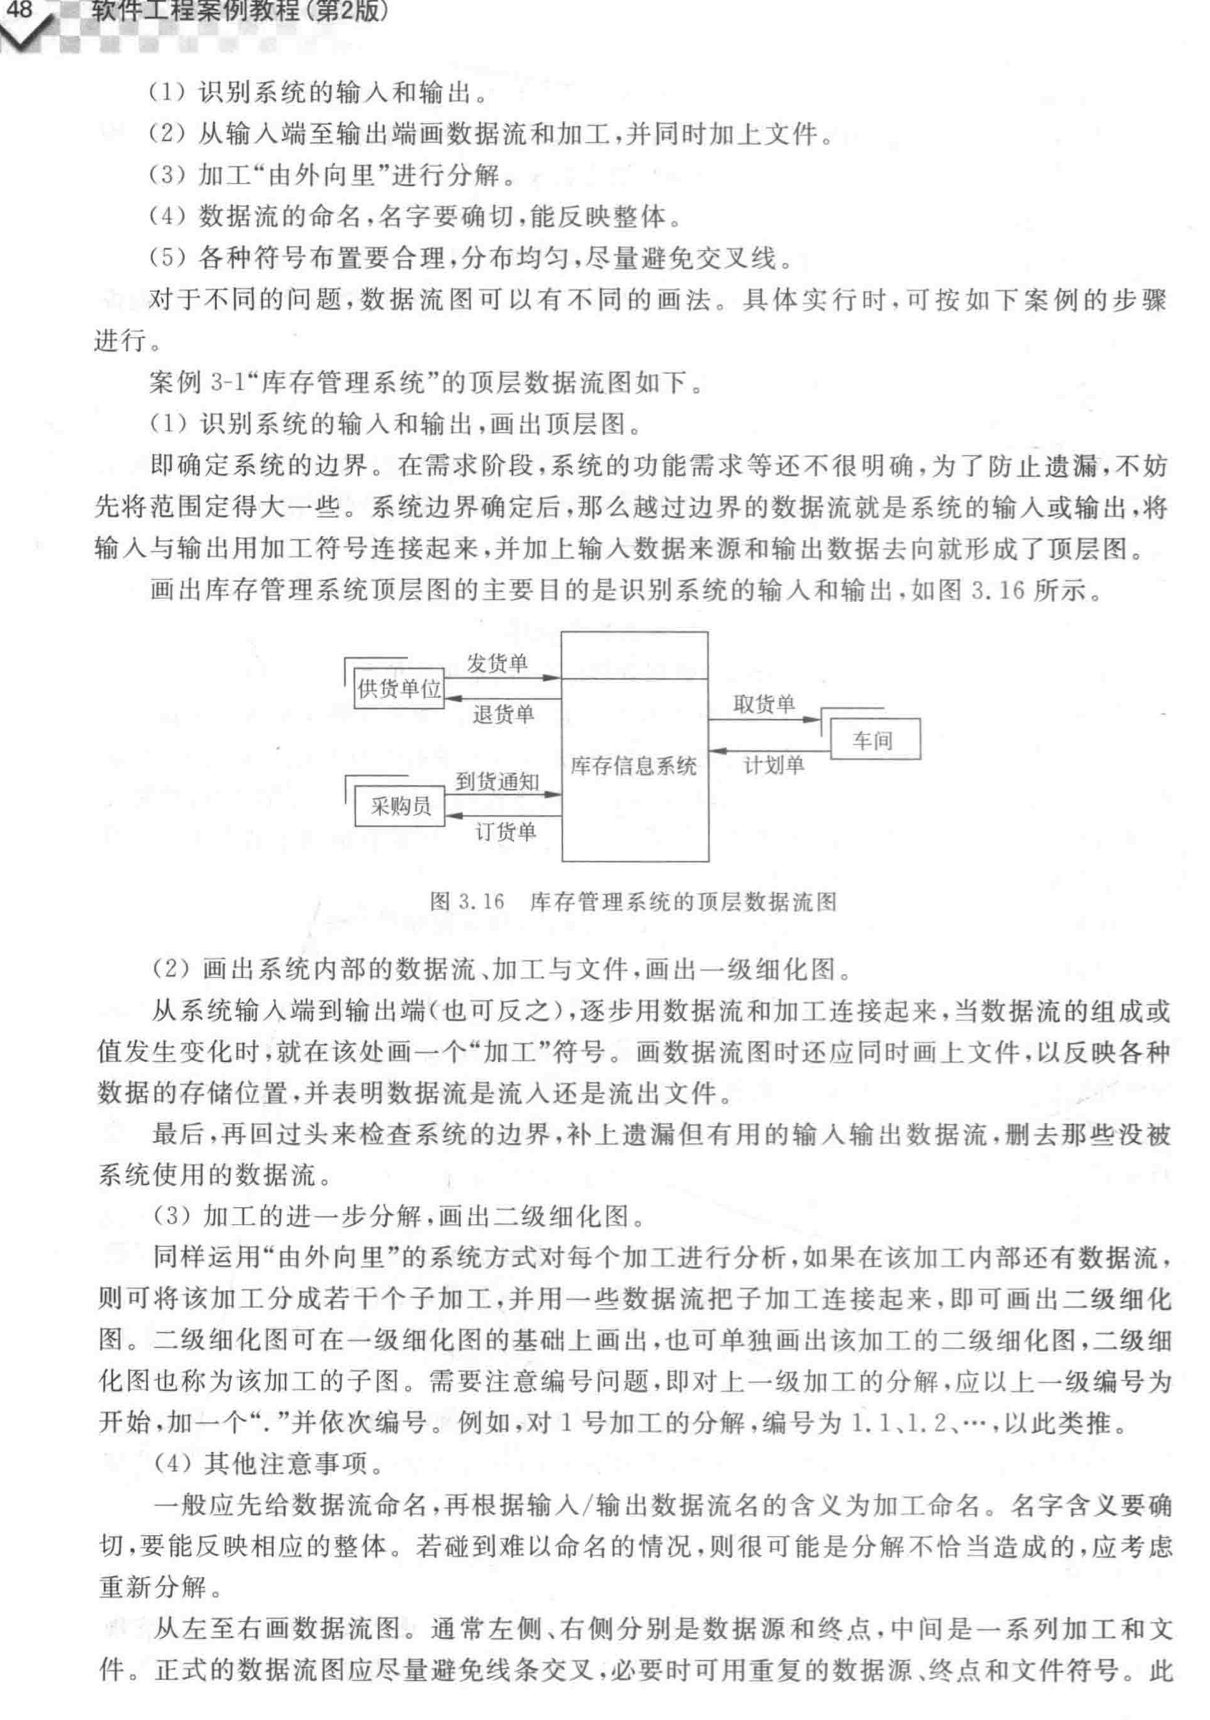 48 软件工程案例教程(第2版)
(1) 识别系统的输入和输出。
(2) 从输入端至输出端画数据流和加工,并同时加上文件。
(3) 加工“由外向里”进行分解。
(4) 数据流的命名,名字要确切,能反映整体。
(5) 各种符号布置要合理,分布均匀,尽量避免交叉线。
对于不同的问题,数据流图可以有不同的画法。具体实行时,可按如下案例的步骤
进行。
案例 3-1“库存管理系统”的顶层数据流图如下。
(1) 识别系统的输入和输出,画出顶层图。
即确定系统的边界。在需求阶段,系统的功能需求等还不很明确,为了防止遗漏,不妨
先将范围定得大一些。系统边界确定后,那么越过边界的数据流就是系统的输入或输出,将
输入与输出用加工符号连接起来,并加上输入数据来源和输出数据去向就形成了顶层图。
画出库存管理系统顶层图的主要目的是识别系统的输入和输出,如图 3.16 所示。
发货单
供货单位
退货单
取货单
车间
计划单
库存信息系统
到货通知
采购员
订货单
图 3.16 库存管理系统的顶层数据流图
(2) 画出系统内部的数据流、加工与文件,画出一级细化图。
从系统输入端到输出端(也可反之),逐步用数据流和加工连接起来,当数据流的组成或
值发生变化时,就在该处画一个“加工”符号。画数据流图时还应同时画上文件,以反映各种
数据的存储位置,并表明数据流是流入还是流出文件。
最后,再回过头来检查系统的边界,补上遗漏但有用的输入输出数据流,删去那些没被
系统使用的数据流。
(3) 加工的进一步分解,画出二级细化图。
同样运用“由外向里”的系统方式对每个加工进行分析,如果在该加工内部还有数据流,
则可将该加工分成若干个子加工,并用一些数据流把子加工连接起来,即可画出二级细化
图。二级细化图可在一级细化图的基础上画出,也可单独画出该加工的二级细化图,二级细
化图也称为该加工的子图。需要注意编号问题,即对上一级加工的分解,应以上一级编号为
开始,加一个“.”并依次编号。例如,对 1 号加工的分解,编号为 1.1、1.2、…,以此类推。
(4) 其他注意事项。
一般应先给数据流命名,再根据输入/输出数据流名的含义为加工命名。名字含义要确
切,要能反映相应的整体。若碰到难以命名的情况,则很可能是分解不恰当造成的,应考虑
重新分解。
从左至右画数据流图。通常左侧、右侧分别是数据源和终点,中间是一系列加工和文
件。正式的数据流图应尽量避免线条交叉,必要时可用重复的数据源、终点和文件符号。此